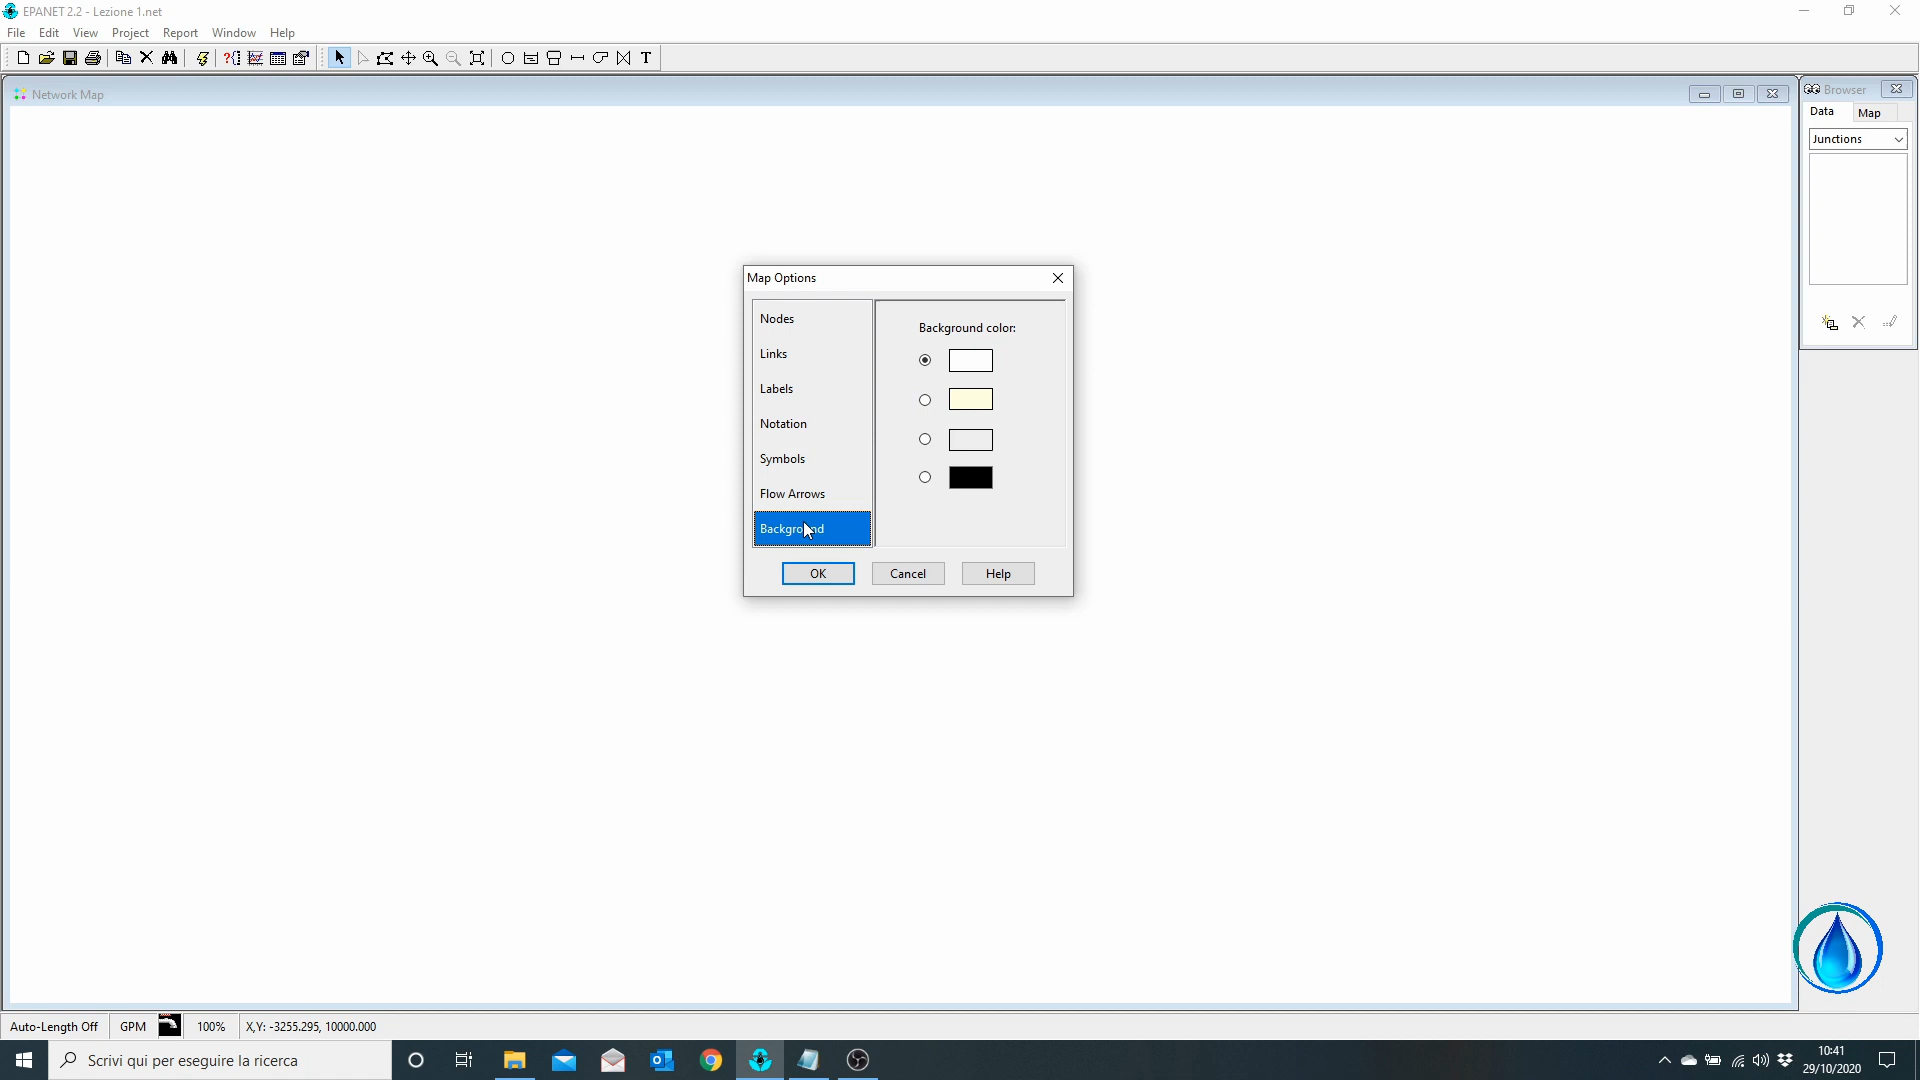 EPANET 2.2 - Lezione 1.net
File Edit View Project Report Window Help
T
Network Map
Browser
Data Map
Junctions
Map Options
Nodes
Links
Labels
Notation
Symbols
Flow Arrows
Background
Background color:
OK Cancel Help
Auto-Length Off GPM 100% X,Y: -3255.295, 10000.000
Scrivi qui per eseguire la ricerca
10:41
29/10/2020